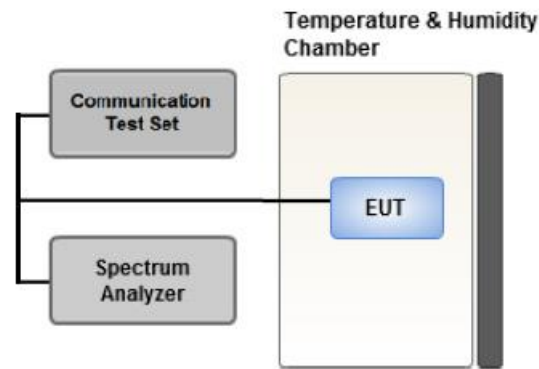 Temperature & Humidity
Chamber
Communication
Test Set
EUT
Spectrum
Analyzer